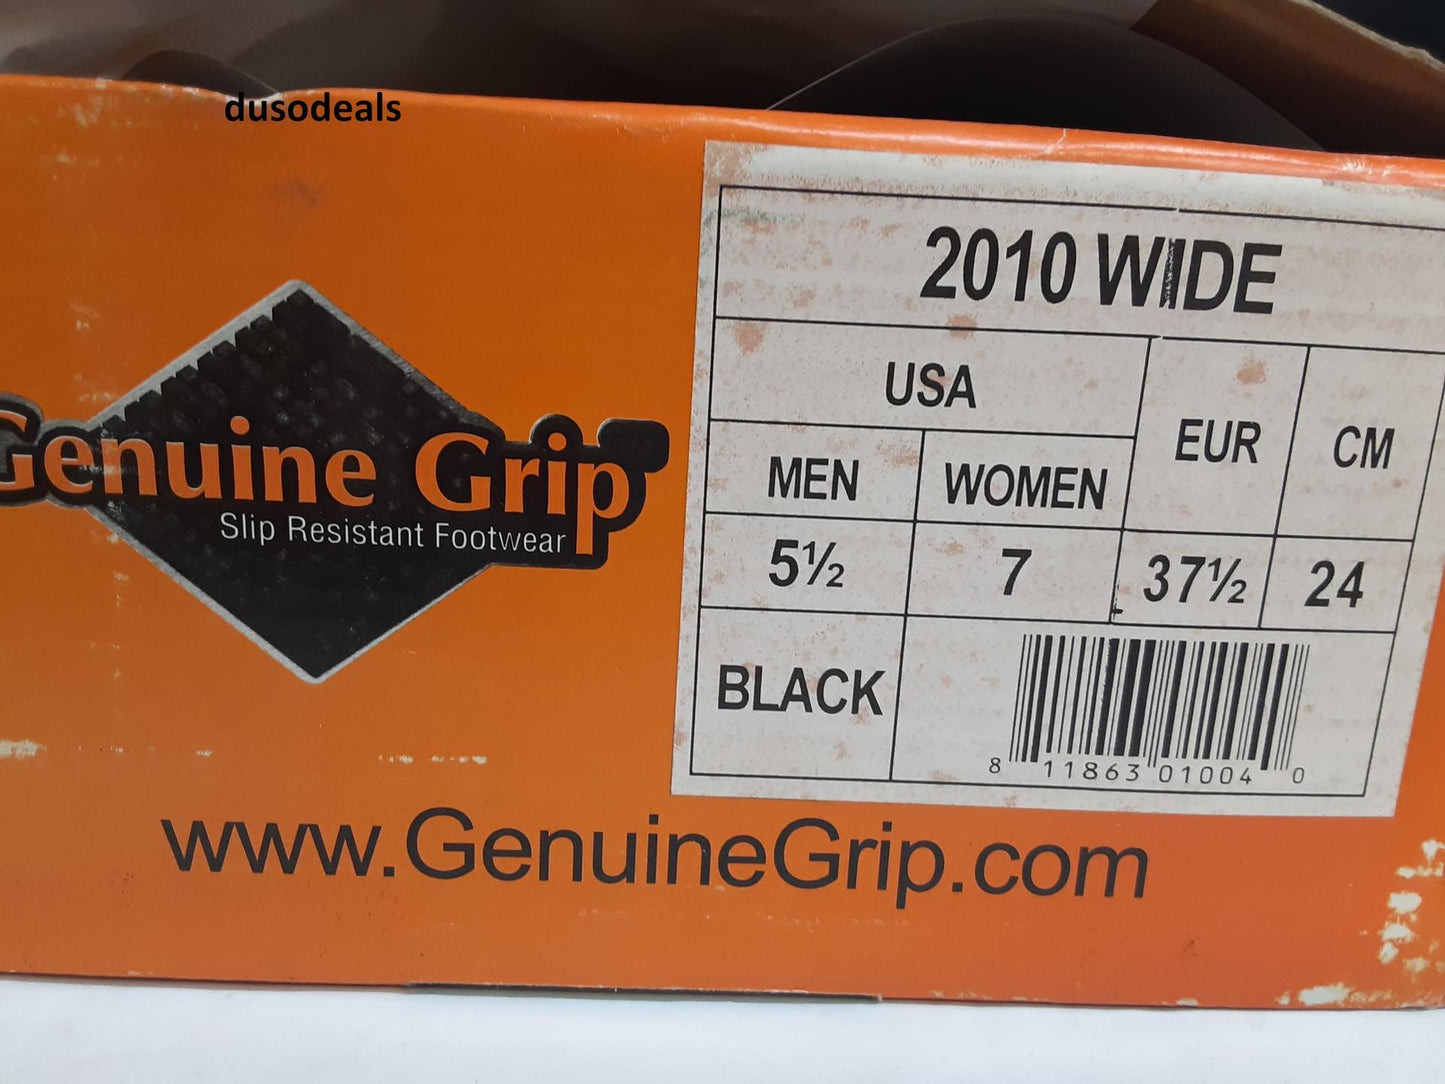 dusodeals
Genuine Grip
Slip Resistant Footwear
2010 WIDE
USA
EUR
CM
MEN
WOMEN
5½
7
37½
24
BLACK
8 11863 01004 0
www.GenuineGrip.com